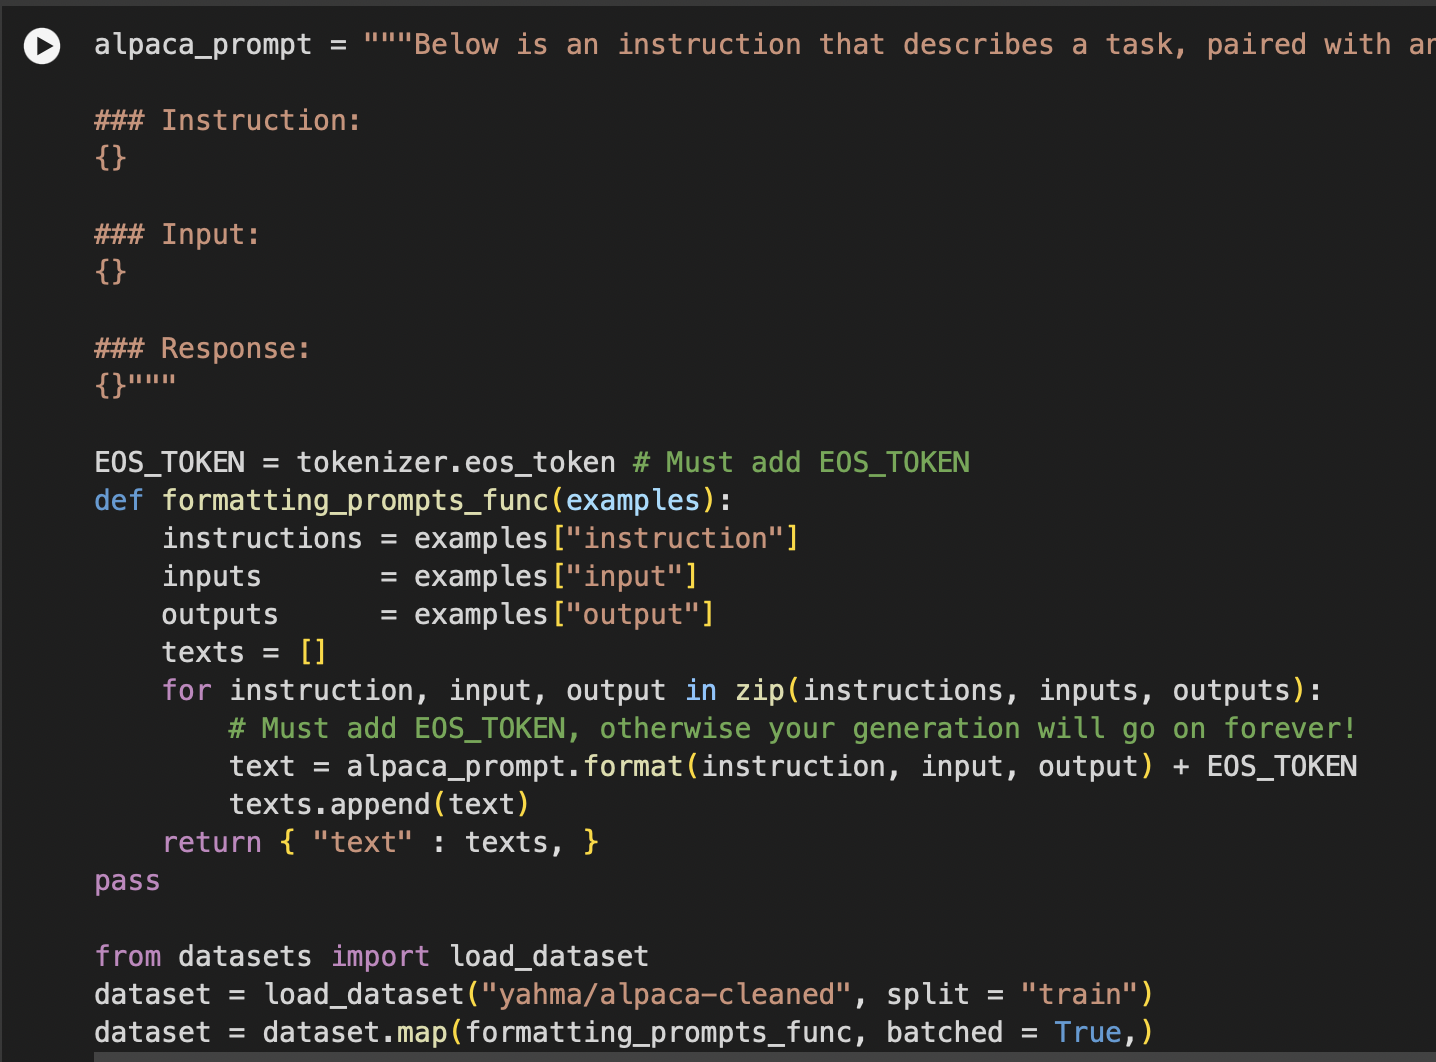 alpaca_prompt = """Below is an instruction that describes a task, paired with
### Instruction:
{}
### Input:
{}
### Response:
{}"""
EOS_TOKEN = tokenizer.eos_token # Must add EOS_TOKEN
def formatting_prompts_func(examples):
    instructions = examples["instruction"]
    inputs       = examples["input"]
    outputs      = examples["output"]
    texts = []
    for instruction, input, output in zip(instructions, inputs, outputs):
        # Must add EOS_TOKEN, otherwise your generation will go on forever!
        text = alpaca_prompt.format(instruction, input, output) + EOS_TOKEN
        texts.append(text)
    return { "text" : texts, }
pass
from datasets import load_dataset
dataset = load_dataset("yahma/alpaca-cleaned", split = "train")
dataset = dataset.map(formatting_prompts_func, batched = True,)